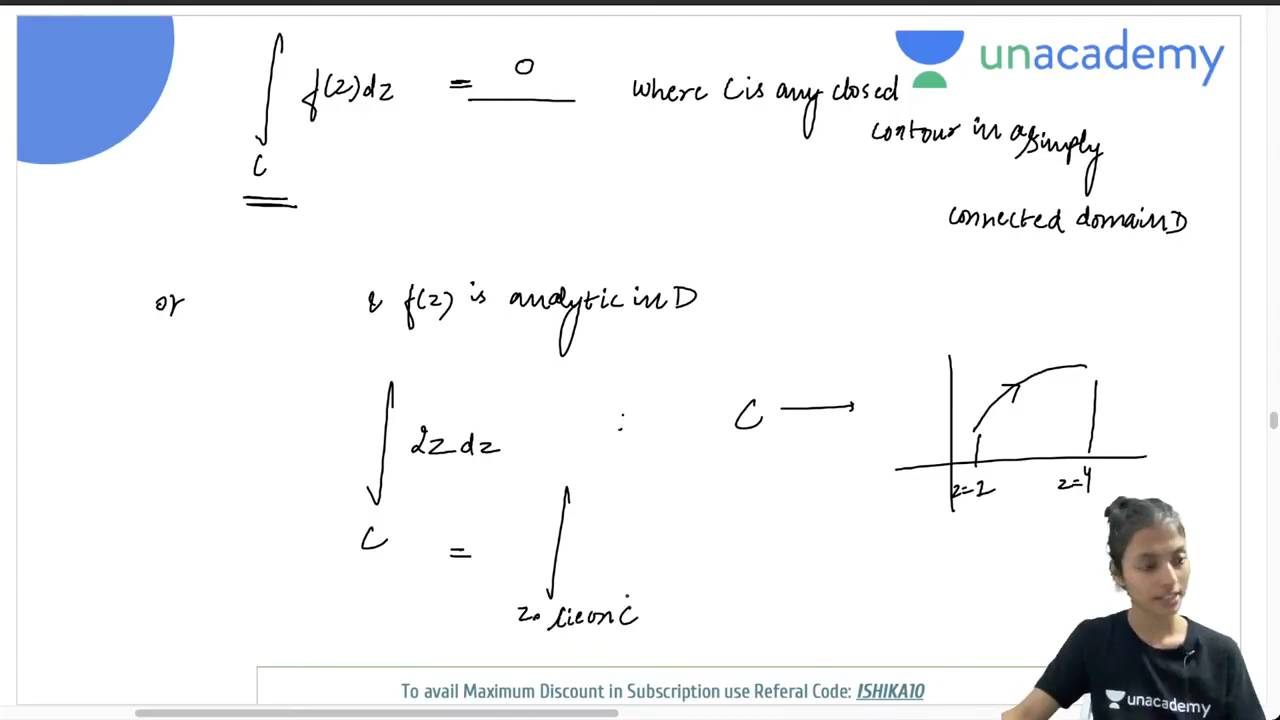 unacademy
∫ f(z)dz = 0 where C is any closed
C
contour in a simply
connected domain D
or & f(z) is analytic in D
∫ 2z dz : C →
C
z=2 z=4
= ∫
z₀ lie on C
To avail Maximum Discount in Subscription use Referal Code: ISHIKA10
unacademy